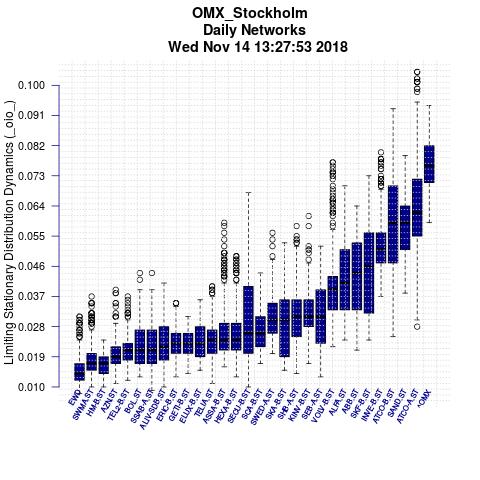 OMX_Stockholm
Daily Networks
Wed Nov 14 13:27:53 2018
Limiting Stationary Distribution Dynamics (_oio_)
0.100
0.091
0.082
0.073
0.064
0.055
0.046
0.037
0.028
0.019
0.010
EWD
SWMA.ST
HM-B.ST
AZN.ST
TEL2-B.ST
BOL.ST
SSAB-A.ST
ALIV-SDB.ST
ERIC-B.ST
GETI-B.ST
ELUX-B.ST
TELIA.ST
ASSA-B.ST
HEXA-B.ST
SECU-B.ST
SCA-B.ST
SWED-A.ST
SKA-B.ST
SHB-A.ST
KINV-B.ST
SEB-A.ST
VOLV-B.ST
ALFA.ST
ABB.ST
SKF-B.ST
INVE-B.ST
ATCO-B.ST
SAND.ST
ATCO-A.ST
^OMX